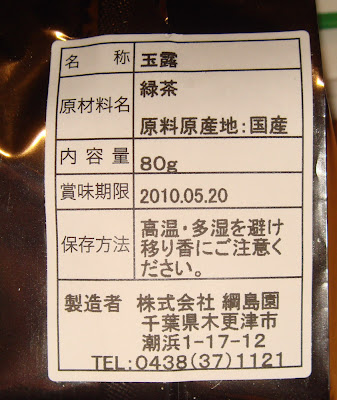 名 称 玉露
原材料名 緑茶
原料原産地:国産
内容量 80g
賞味期限 2010.05.20
保存方法 高温・多湿を避け
移り香にご注意く
ださい。
製造者 株式会社 綱島園
千葉県木更津市
潮浜1-17-12
TEL:0438(37)1121